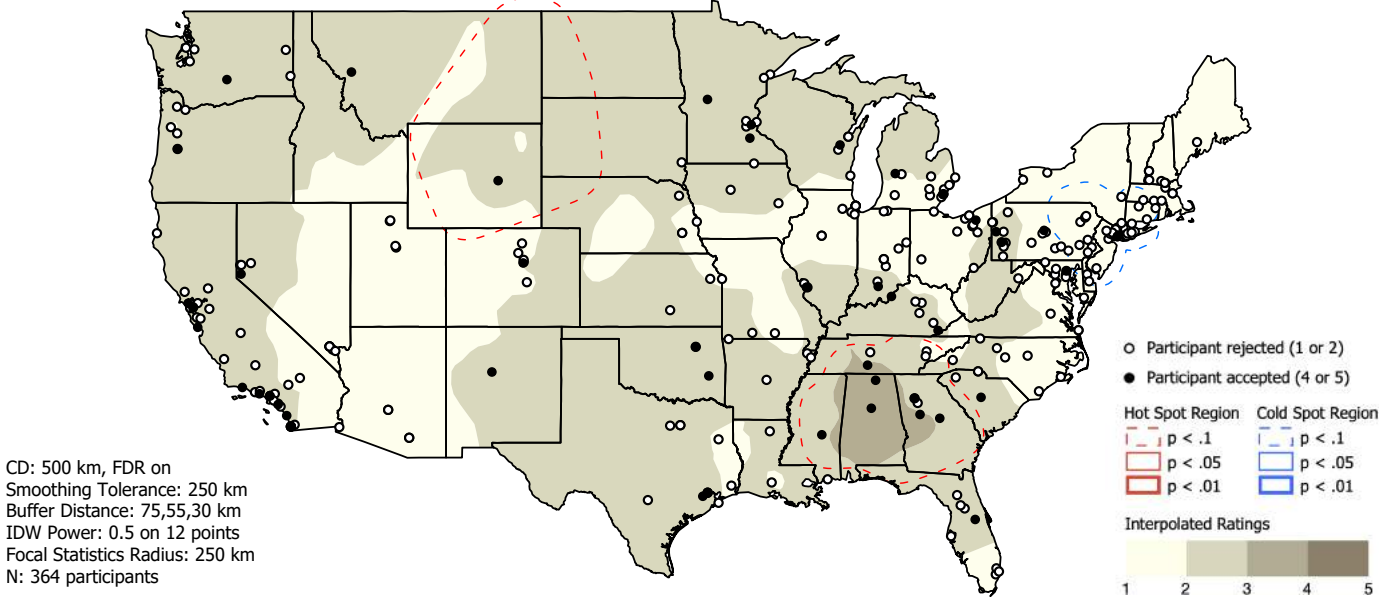 CD: 500 km, FDR on
Smoothing Tolerance: 250 km
Buffer Distance: 75,55,30 km
IDW Power: 0.5 on 12 points
Focal Statistics Radius: 250 km
N: 364 participants
Participant rejected (1 or 2)
Participant accepted (4 or 5)
Hot Spot Region Cold Spot Region
p < .1 p < .1
p < .05 p < .05
p < .01 p < .01
Interpolated Ratings
1 2 3 4 5